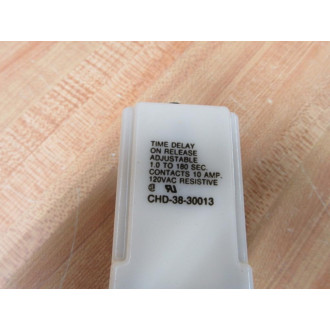 TIME DELAY
ON RELEASE
ADJUSTABLE
1.0 TO 180 SEC.
CONTACTS 10 AMP.
120VAC RESISTIVE
CHD-38-30013